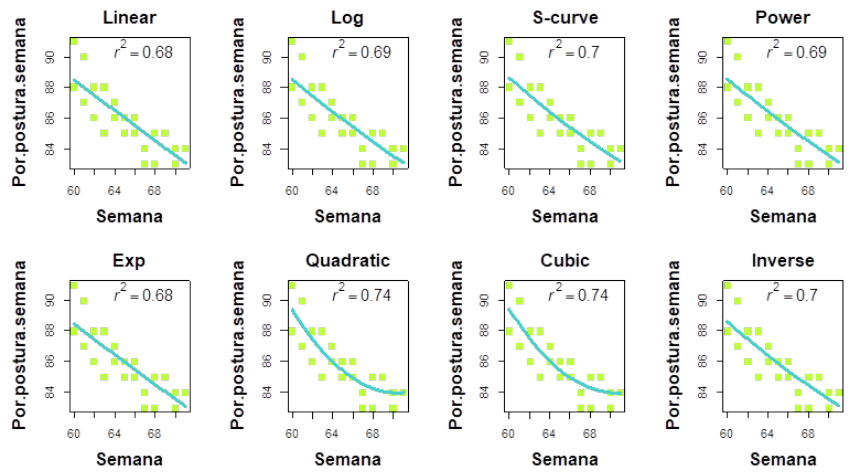 Linear
Log
S-curve
Power
r² = 0.68
r² = 0.69
r² = 0.7
r² = 0.69
Por.postura.semana
Por.postura.semana
Por.postura.semana
Por.postura.semana
84 86 88 90
84 86 88 90
84 86 88 90
84 86 88 90
60 64 68
60 64 68
60 64 68
60 64 68
Semana
Semana
Semana
Semana
Exp
Quadratic
Cubic
Inverse
r² = 0.68
r² = 0.74
r² = 0.74
r² = 0.7
Por.postura.semana
Por.postura.semana
Por.postura.semana
Por.postura.semana
84 86 88 90
84 86 88 90
84 86 88 90
84 86 88 90
60 64 68
60 64 68
60 64 68
60 64 68
Semana
Semana
Semana
Semana